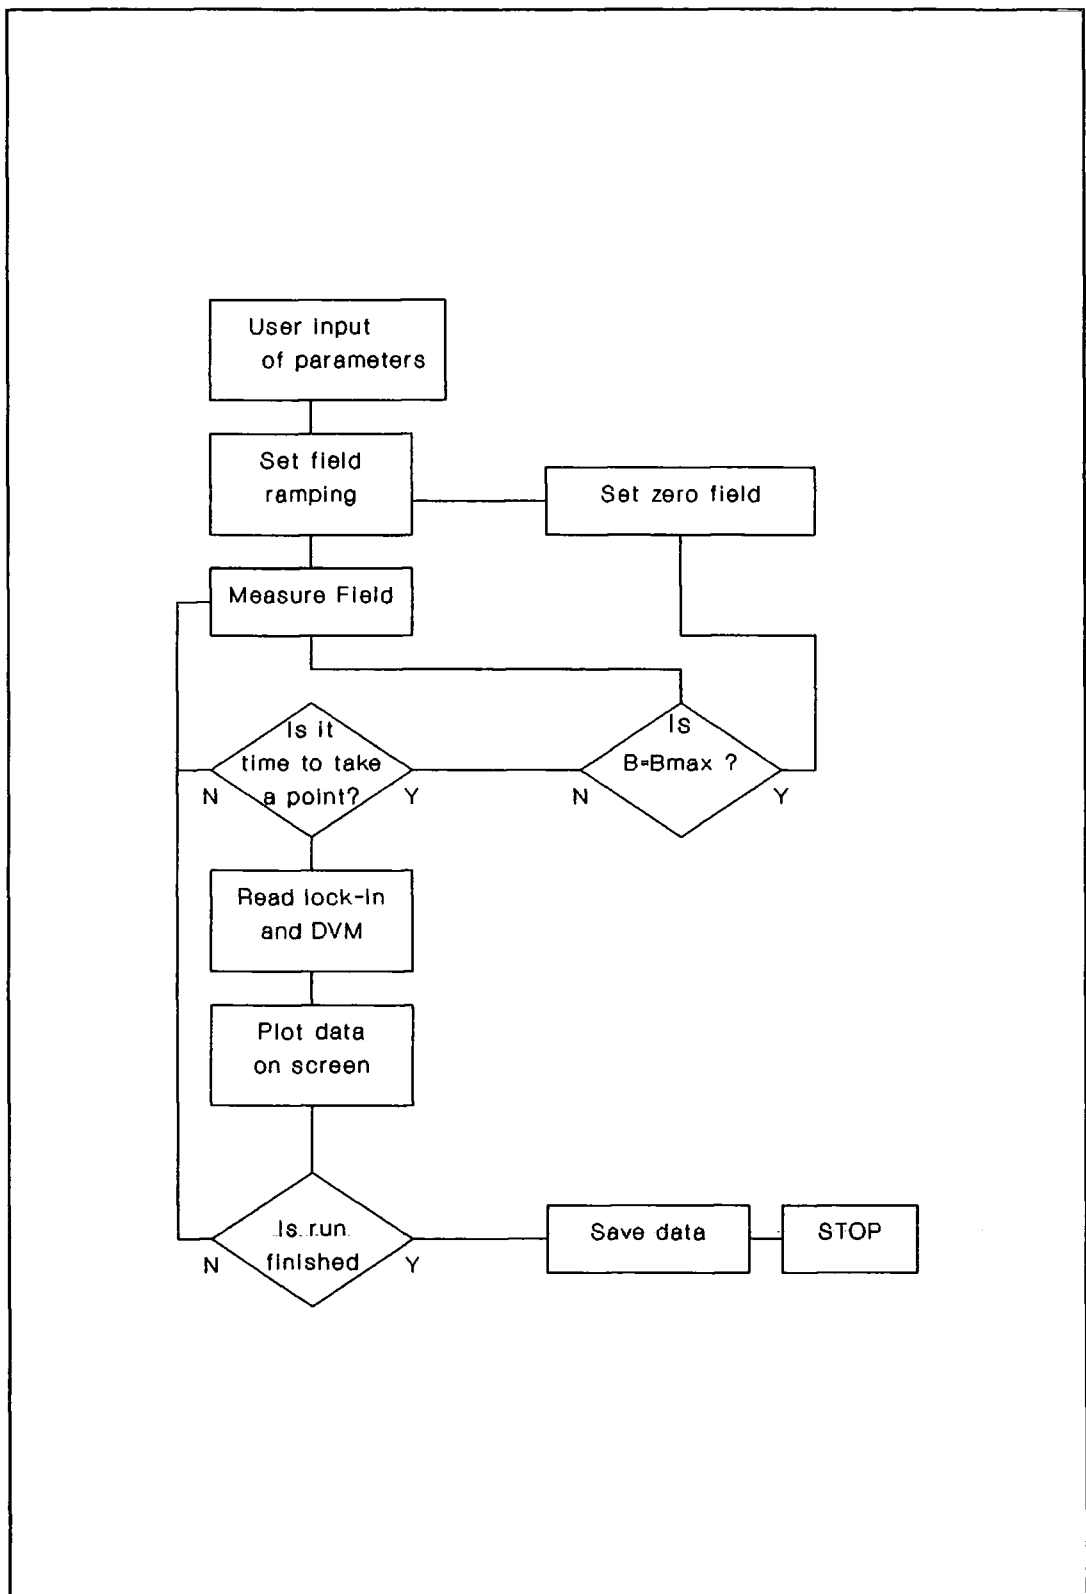 User input
of parameters
Set field
ramping
Set zero field
Measure Field
Is it
time to take
a point?
N
Y
Is
B=Bmax ?
N
Y
Read lock-in
and DVM
Plot data
on screen
Is run
finished
N
Y
Save data
STOP